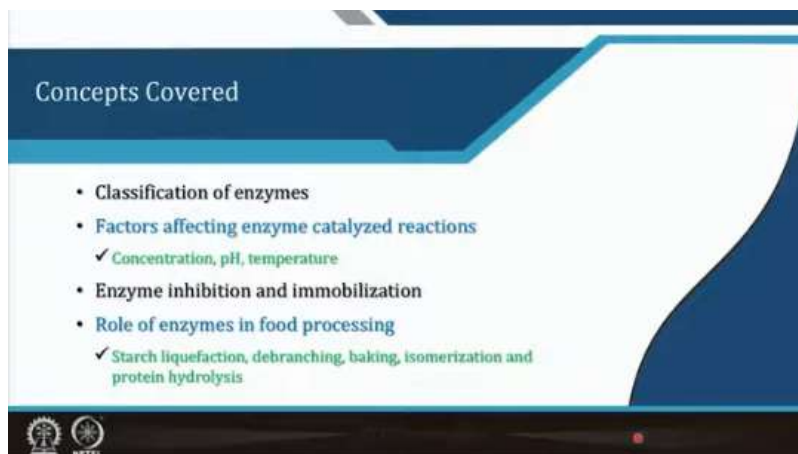 Concepts Covered
• Classification of enzymes
• Factors affecting enzyme catalyzed reactions
✓ Concentration, pH, temperature
• Enzyme inhibition and immobilization
• Role of enzymes in food processing
✓ Starch liquefaction, debranching, baking, isomerization and
protein hydrolysis